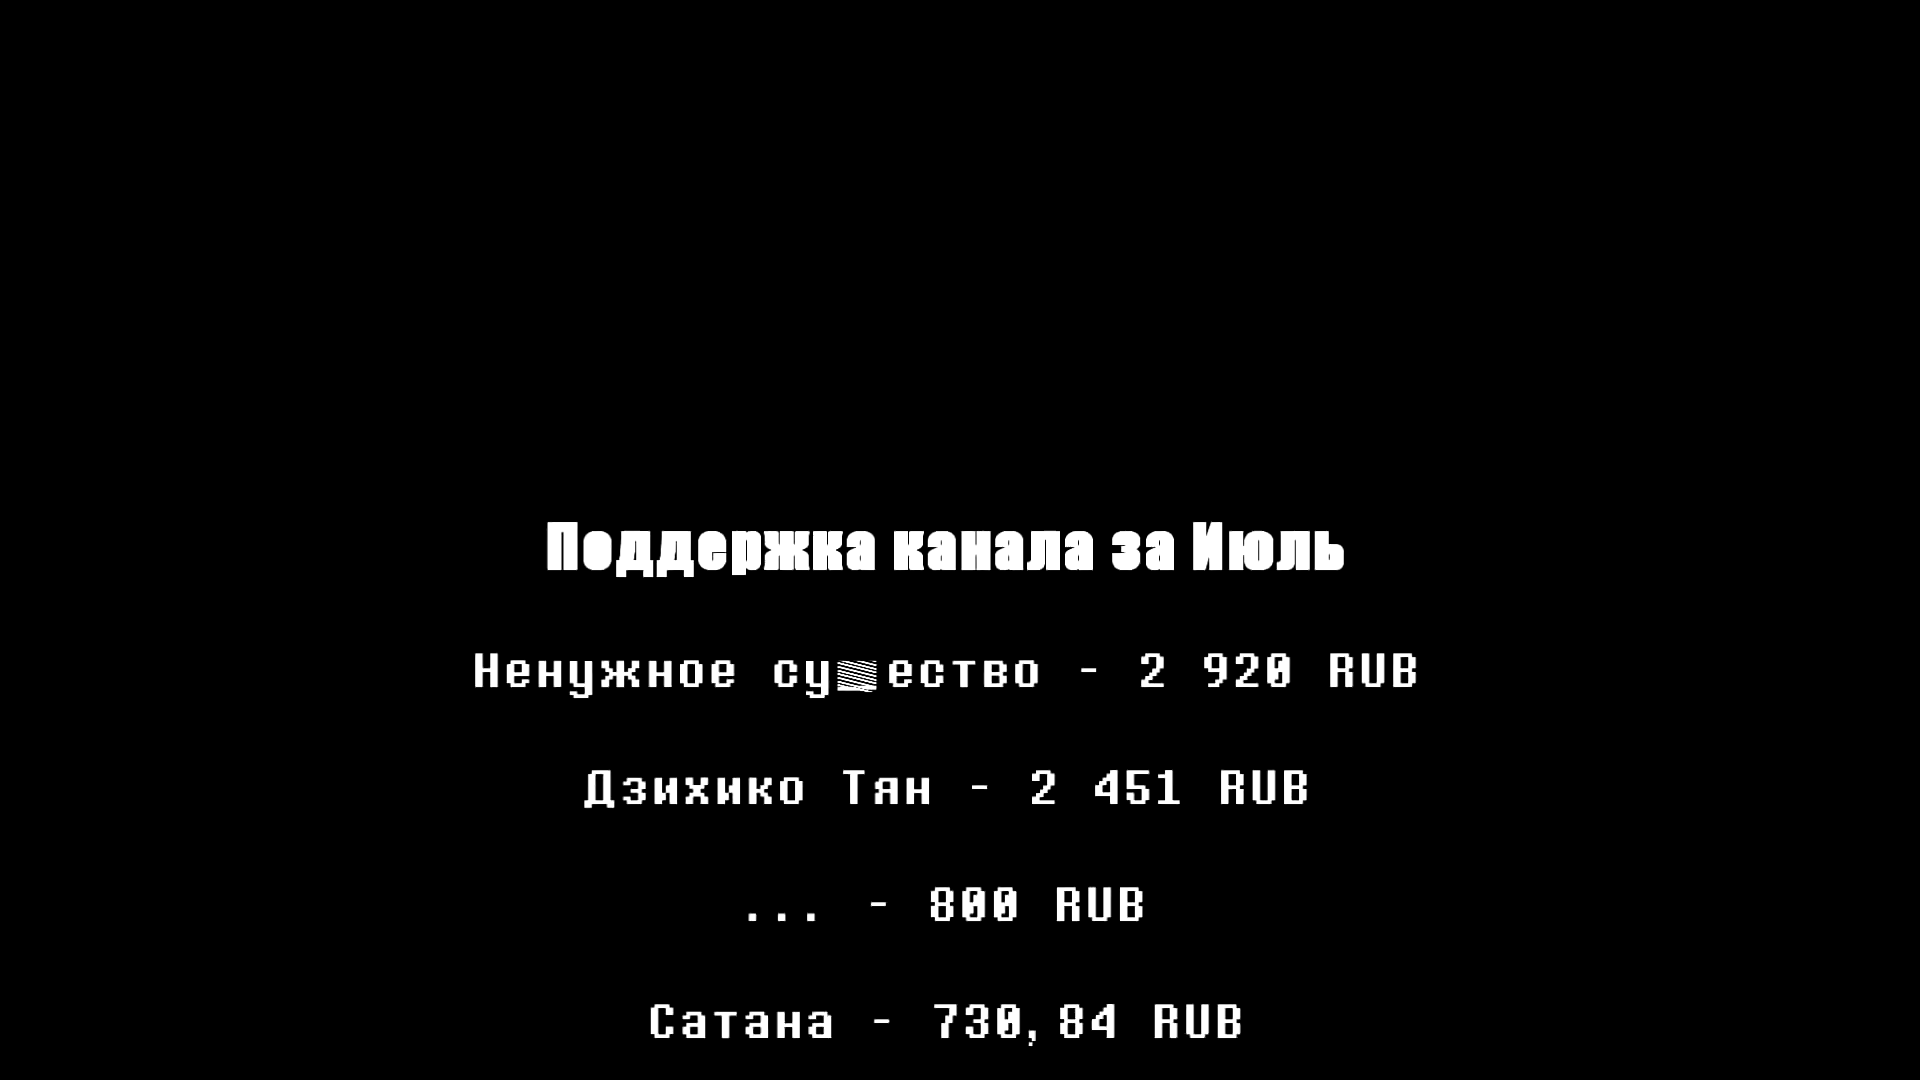 Поддержка канала за Июль
Ненужное существо - 2 920 RUB
Дзихико Тян - 2 451 RUB
... - 800 RUB
Сатана - 730,84 RUB